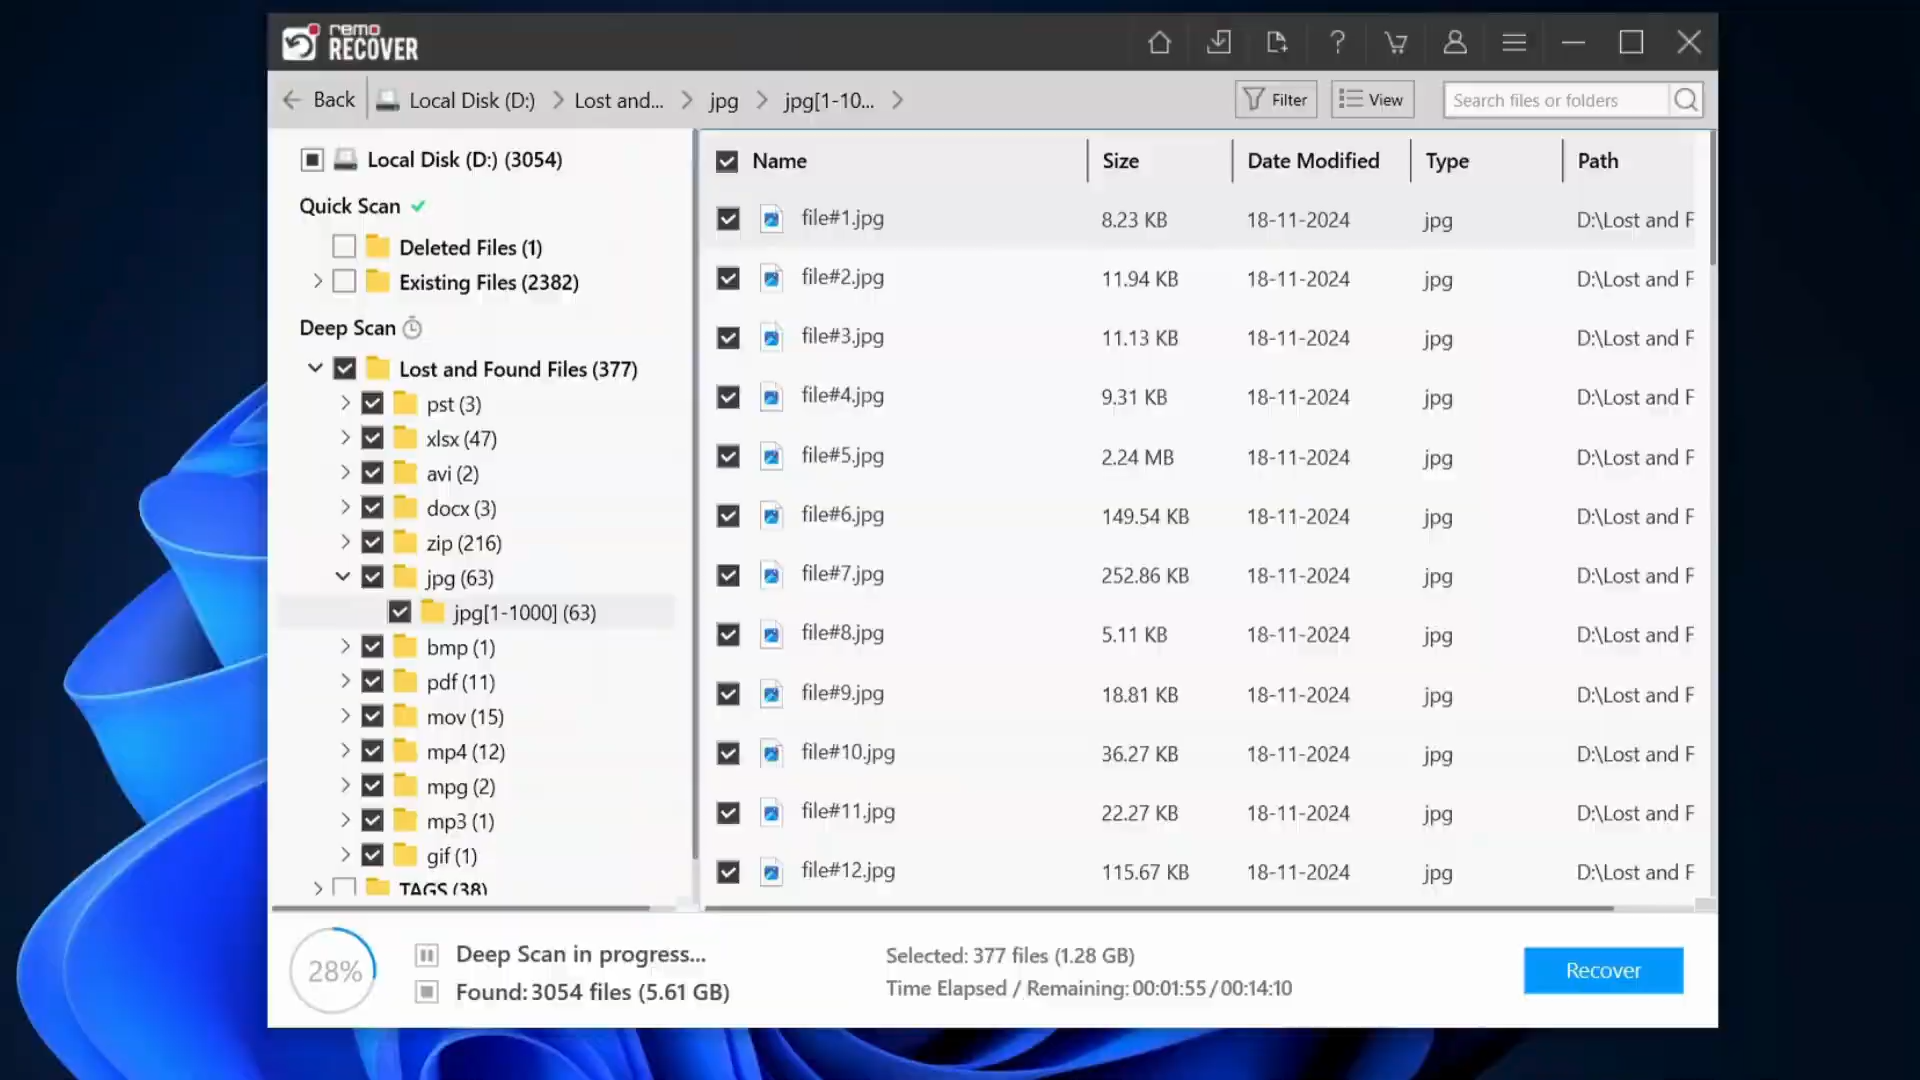 remo
RECOVER
Back
Local Disk (D:)
Lost and...
jpg
jpg[1-10...
Filter
View
Search files or folders
Local Disk (D:) (3054)
Quick Scan
Deleted Files (1)
Existing Files (2382)
Deep Scan
Lost and Found Files (377)
pst (3)
xlsx (47)
avi (2)
docx (3)
zip (216)
jpg (63)
jpg[1-1000] (63)
bmp (1)
pdf (11)
mov (15)
mp4 (12)
mpg (2)
mp3 (1)
gif (1)
TAGS (38)
Name Size Date Modified Type Path
file#1.jpg 8.23 KB 18-11-2024 jpg D:\Lost and F
file#2.jpg 11.94 KB 18-11-2024 jpg D:\Lost and F
file#3.jpg 11.13 KB 18-11-2024 jpg D:\Lost and F
file#4.jpg 9.31 KB 18-11-2024 jpg D:\Lost and F
file#5.jpg 2.24 MB 18-11-2024 jpg D:\Lost and F
file#6.jpg 149.54 KB 18-11-2024 jpg D:\Lost and F
file#7.jpg 252.86 KB 18-11-2024 jpg D:\Lost and F
file#8.jpg 5.11 KB 18-11-2024 jpg D:\Lost and F
file#9.jpg 18.81 KB 18-11-2024 jpg D:\Lost and F
file#10.jpg 36.27 KB 18-11-2024 jpg D:\Lost and F
file#11.jpg 22.27 KB 18-11-2024 jpg D:\Lost and F
file#12.jpg 115.67 KB 18-11-2024 jpg D:\Lost and F
28%
Deep Scan in progress...
Found: 3054 files (5.61 GB)
Selected: 377 files (1.28 GB)
Time Elapsed / Remaining: 00:01:55 / 00:14:10
Recover